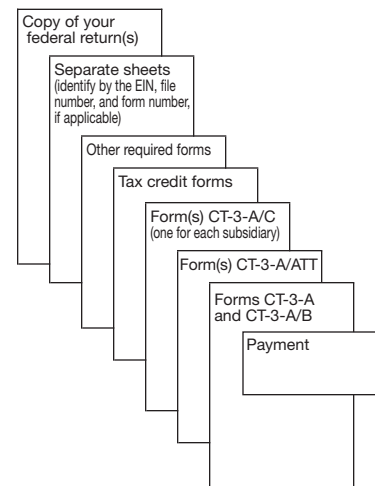 Copy of your
federal return(s)
Separate sheets
(identify by the EIN, file
number, and form number,
if applicable)
Other required forms
Tax credit forms
Form(s) CT-3-A/C
(one for each subsidiary)
Form(s) CT-3-A/ATT
Forms CT-3-A
and CT-3-A/B
Payment